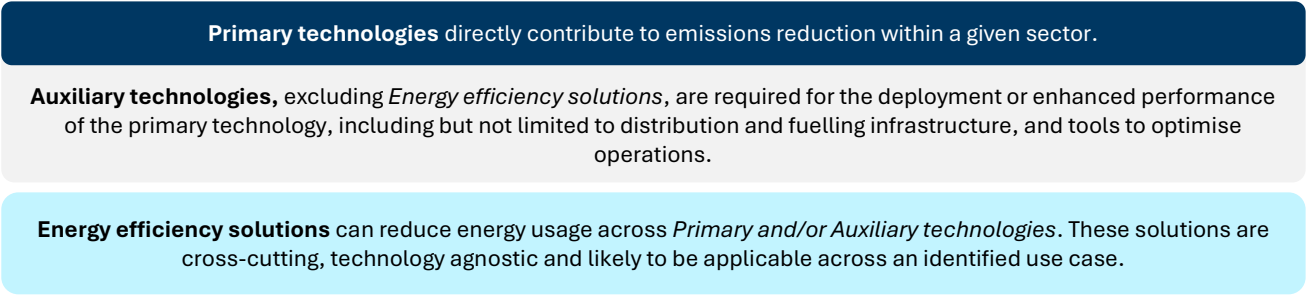 Primary technologies directly contribute to emissions reduction within a given sector.
Auxiliary technologies, excluding Energy efficiency solutions, are required for the deployment or enhanced performance
of the primary technology, including but not limited to distribution and fuelling infrastructure, and tools to optimise
operations.
Energy efficiency solutions can reduce energy usage across Primary and/or Auxiliary technologies. These solutions are
cross-cutting, technology agnostic and likely to be applicable across an identified use case.